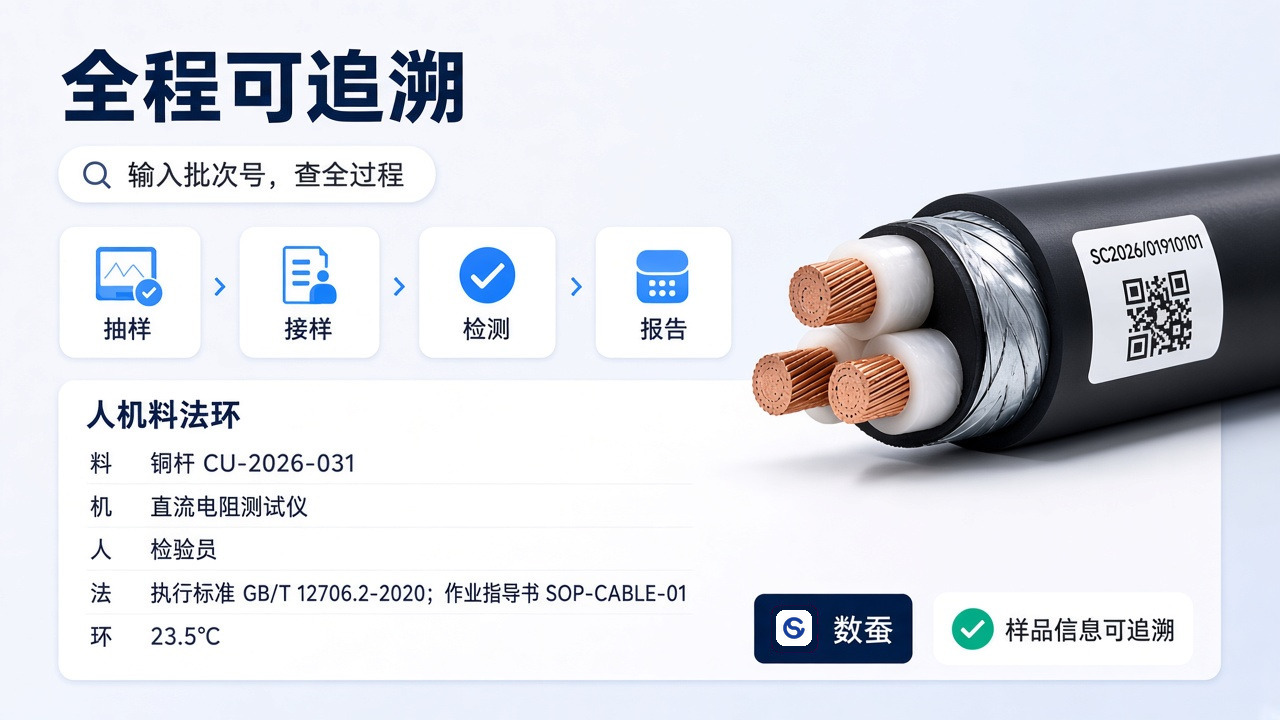 全程可追溯
输入批次号，查全过程
抽样
接样
检测
报告
SC2026/01910101
人机料法环
料 铜杆 CU-2026-031
机 直流电阻测试仪
人 检验员
法 执行标准 GB/T 12706.2-2020；作业指导书 SOP-CABLE-01
环 23.5℃
数蚕
样品信息可追溯